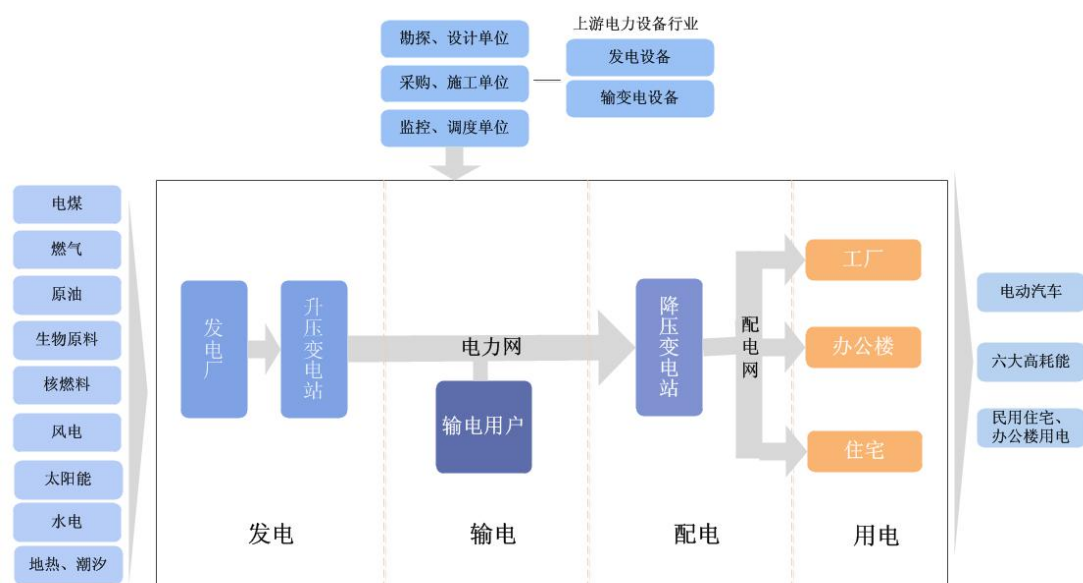 上游电力设备行业
勘探、设计单位
发电设备
采购、施工单位
输变电设备
监控、调度单位
电煤
燃气
原油
生物原料
核燃料
风电
太阳能
水电
地热、潮汐
发电厂
升压变电站
电力网
输电用户
降压变电站
配电网
工厂
办公楼
住宅
发电
输电
配电
用电
电动汽车
六大高耗能
民用住宅、
办公楼用电